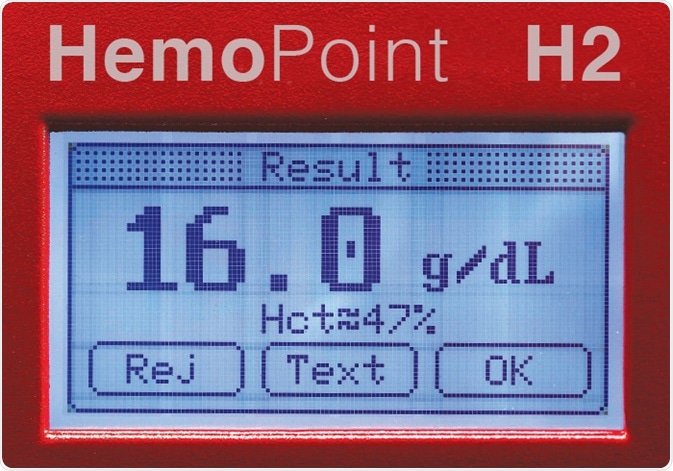 HemoPoint H2
Result
16.0 g/dL
Hct≈47%
Rej Text OK